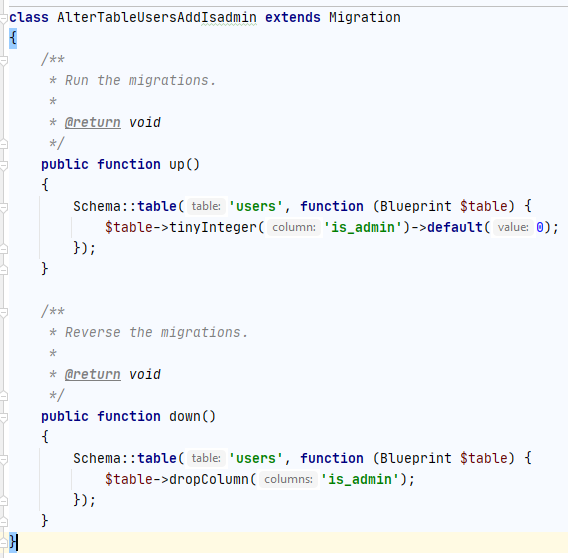 class AlterTableUsersAddIsadmin extends Migration
{
    /**
     * Run the migrations.
     *
     * @return void
     */
    public function up()
    {
        Schema::table( table: 'users', function (Blueprint $table) {
            $table->tinyInteger( column: 'is_admin')->default( value: 0);
        });
    }

    /**
     * Reverse the migrations.
     *
     * @return void
     */
    public function down()
    {
        Schema::table( table: 'users', function (Blueprint $table) {
            $table->dropColumn( columns: 'is_admin');
        });
    }
}